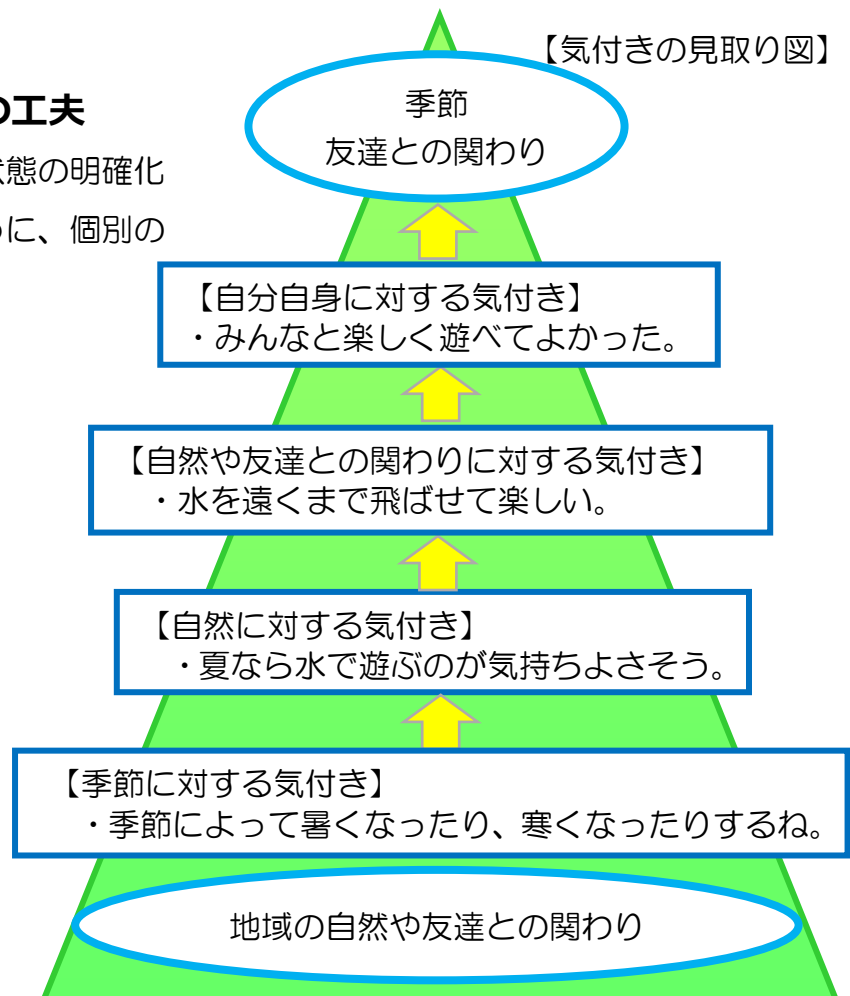 【気付きの見取り図】
の工夫
状態の明確化
に、個別の
季節
友達との関わり
【自分自身に対する気付き】
・みんなと楽しく遊べてよかった。
【自然や友達との関わりに対する気付き】
・水を遠くまで飛ばせて楽しい。
【自然に対する気付き】
・夏なら水で遊ぶのが気持ちよさそう。
【季節に対する気付き】
・季節によって暑くなったり、寒くなったりするね。
地域の自然や友達との関わり